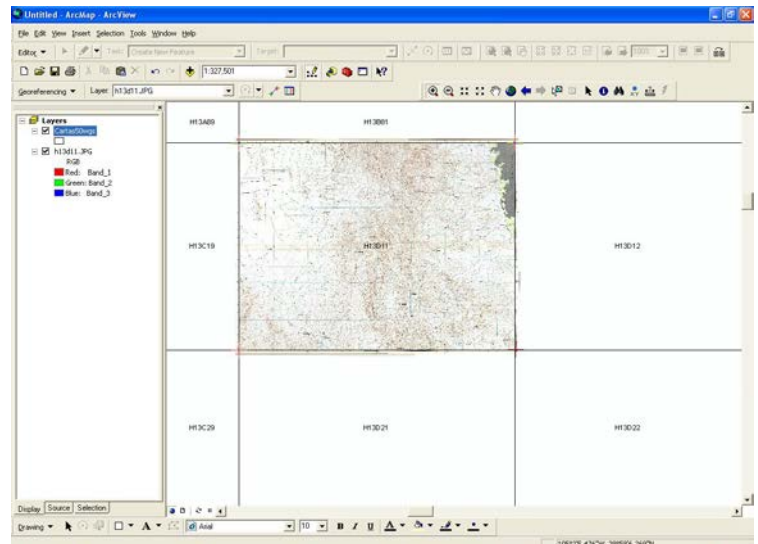 Untitled - ArcMap - ArcView
File Edit View Insert Selection Tools Window Help
Editor Task: Create New Feature Target: 100%
1:327,501
Georeferencing Layer: h13d11.JPG
Layers
Cartas50wgs
h13d11.JPG
RGB
Red: Band_1
Green: Band_2
Blue: Band_3
H13A89 H13B81
H13C19 H13D11 H13D12
H13C29 H13D21 H13D22
Display Source Selection
Drawing A Arial 10 B I U A